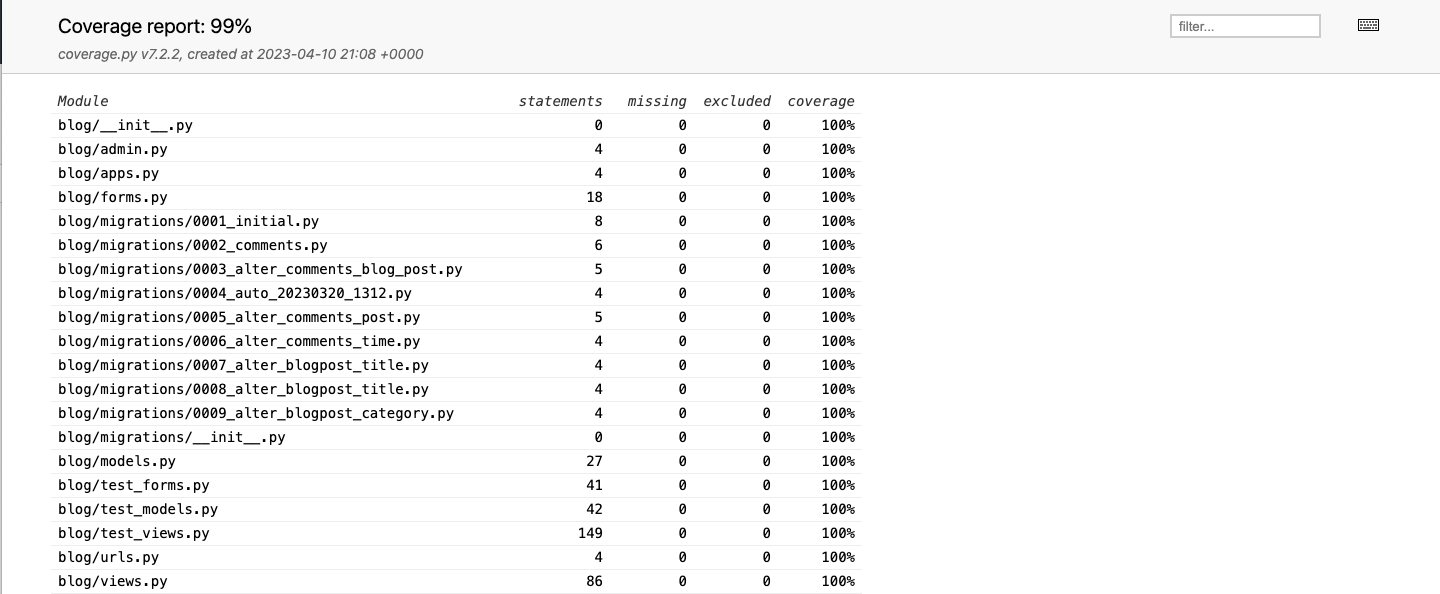 Coverage report: 99%
filter...
coverage.py v7.2.2, created at 2023-04-10 21:08 +0000
Module statements missing excluded coverage
blog/__init__.py 0 0 0 100%
blog/admin.py 4 0 0 100%
blog/apps.py 4 0 0 100%
blog/forms.py 18 0 0 100%
blog/migrations/0001_initial.py 8 0 0 100%
blog/migrations/0002_comments.py 6 0 0 100%
blog/migrations/0003_alter_comments_blog_post.py 5 0 0 100%
blog/migrations/0004_auto_20230320_1312.py 4 0 0 100%
blog/migrations/0005_alter_comments_post.py 5 0 0 100%
blog/migrations/0006_alter_comments_time.py 4 0 0 100%
blog/migrations/0007_alter_blogpost_title.py 4 0 0 100%
blog/migrations/0008_alter_blogpost_title.py 4 0 0 100%
blog/migrations/0009_alter_blogpost_category.py 4 0 0 100%
blog/migrations/__init__.py 0 0 0 100%
blog/models.py 27 0 0 100%
blog/test_forms.py 41 0 0 100%
blog/test_models.py 42 0 0 100%
blog/test_views.py 149 0 0 100%
blog/urls.py 4 0 0 100%
blog/views.py 86 0 0 100%